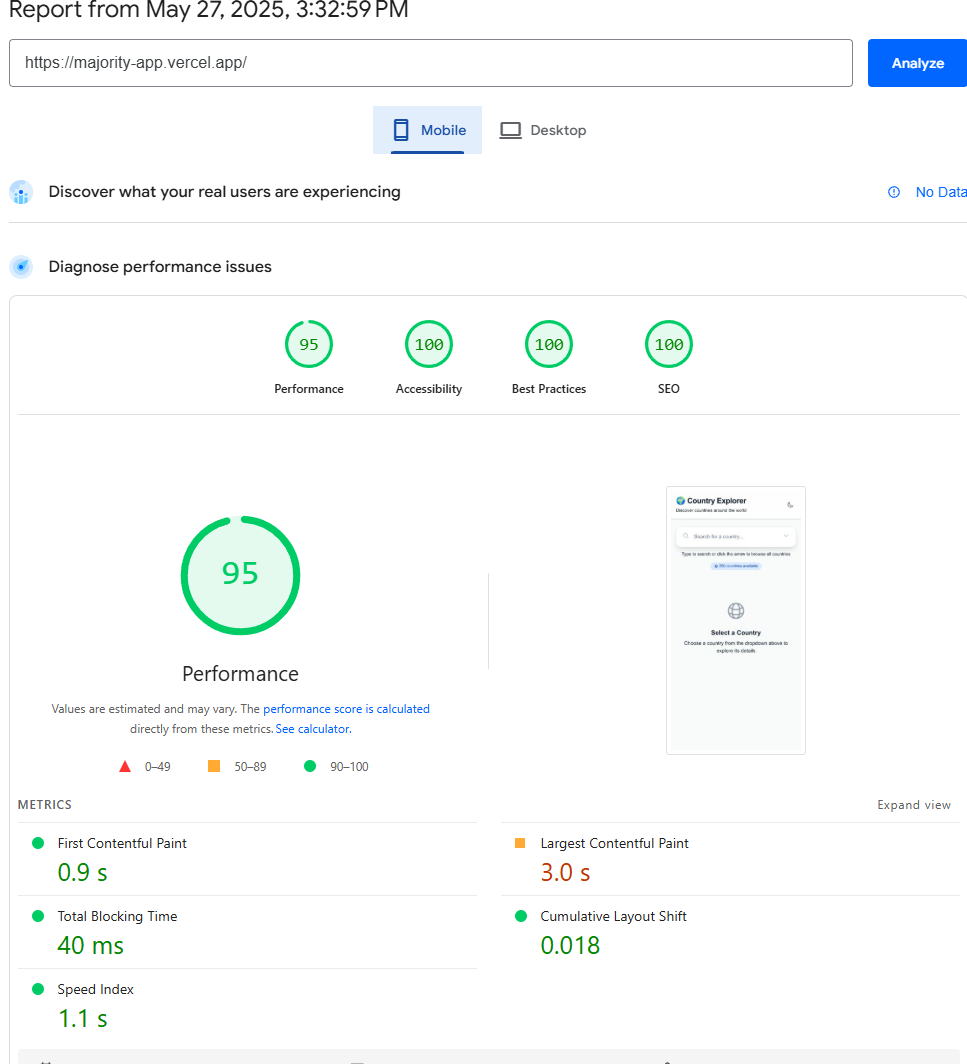 Report from May 27, 2025, 3:32:59 PM
https://majority-app.vercel.app/
Analyze
Mobile
Desktop
Discover what your real users are experiencing
No Data
Diagnose performance issues
95
100
100
100
Performance
Accessibility
Best Practices
SEO
95
Performance
Values are estimated and may vary. The performance score is calculated
directly from these metrics. See calculator.
0–49
50–89
90–100
Country Explorer
Discover countries around the world
Search for a country...
Type to search or click the arrow to browse all countries
250 countries available
Select a Country
Choose a country from the dropdown above to
explore its details.
METRICS
Expand view
First Contentful Paint
0.9 s
Largest Contentful Paint
3.0 s
Total Blocking Time
40 ms
Cumulative Layout Shift
0.018
Speed Index
1.1 s